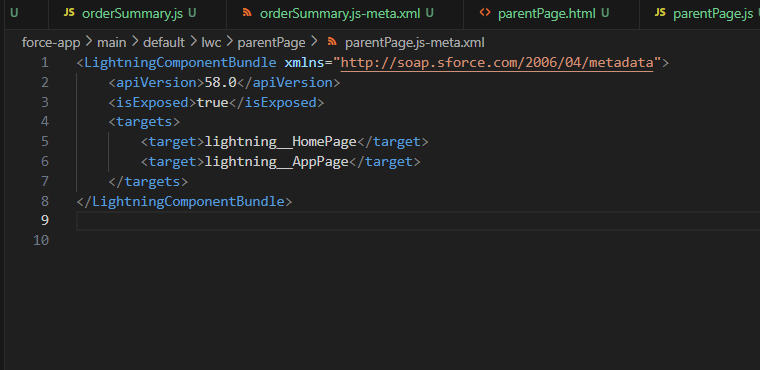 U JS orderSummary.js U orderSummary.js-meta.xml U <> parentPage.html U JS parentPage.js U
force-app > main > default > lwc > parentPage > parentPage.js-meta.xml
1 <LightningComponentBundle xmlns="http://soap.sforce.com/2006/04/metadata">
2 <apiVersion>58.0</apiVersion>
3 <isExposed>true</isExposed>
4 <targets>
5 <target>lightning__HomePage</target>
6 <target>lightning__AppPage</target>
7 </targets>
8 </LightningComponentBundle>
9
10